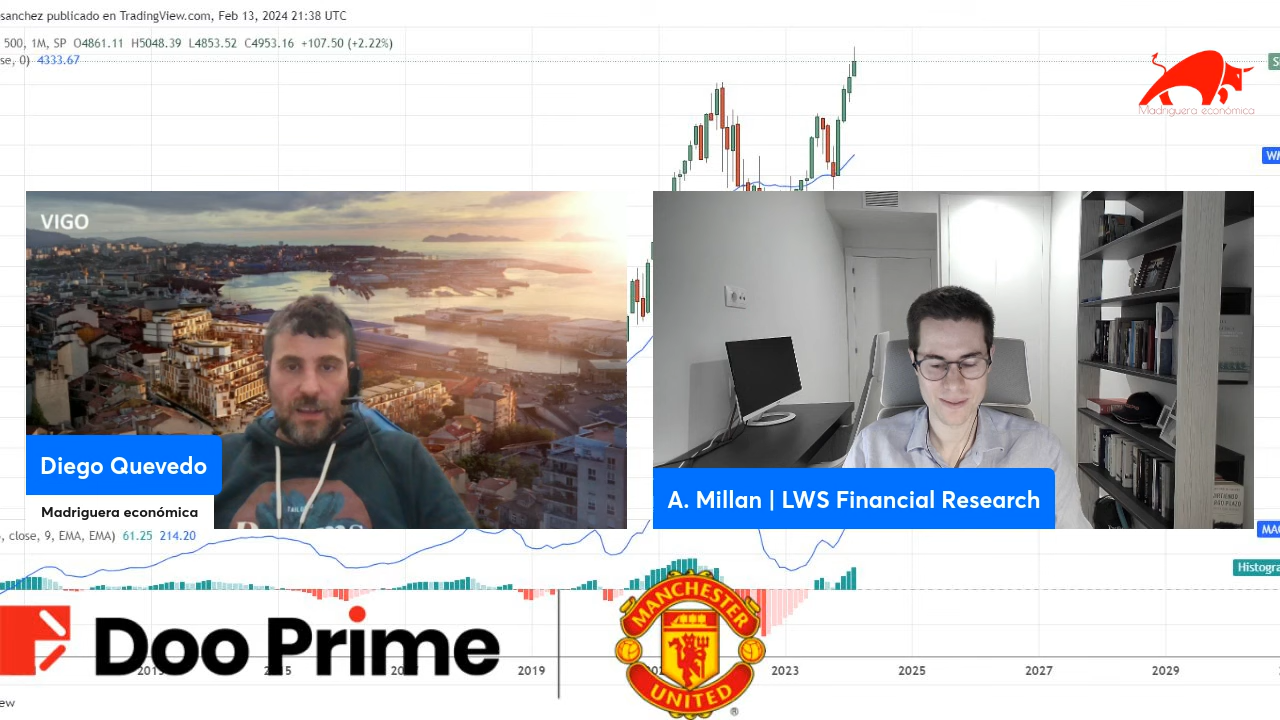 sanchez publicado en TradingView.com, Feb 13, 2024 21:38 UTC
500, 1M, SP O4861.11 H5048.39 L4853.52 C4953.16 +107.50 (+2.22%)
se, 0) 4333.67
Madriguera económica
S
WM
VIGO
Diego Quevedo
Madriguera económica
A. Millan | LWS Financial Research
, close, 9, EMA, EMA) 61.25 214.20
MAC
Histogra
Doo Prime
MANCHESTER
UNITED
®
2019 2023 2025 2027 2029
ew